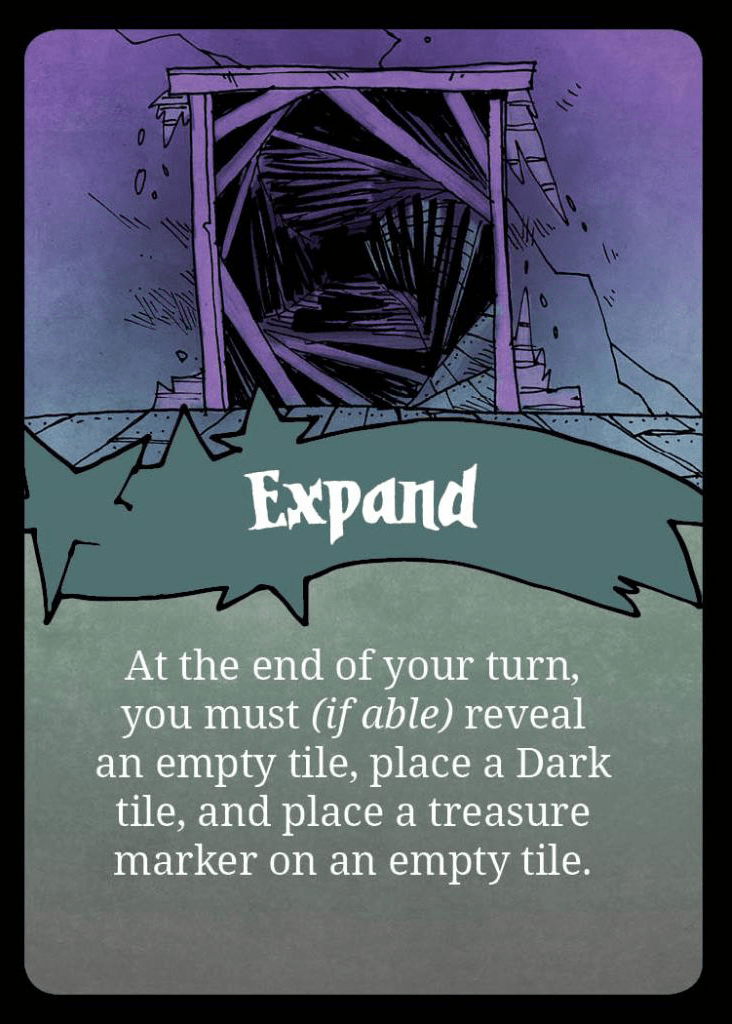 Expand
At the end of your turn,
you must (if able) reveal
an empty tile, place a Dark
tile, and place a treasure
marker on an empty tile.